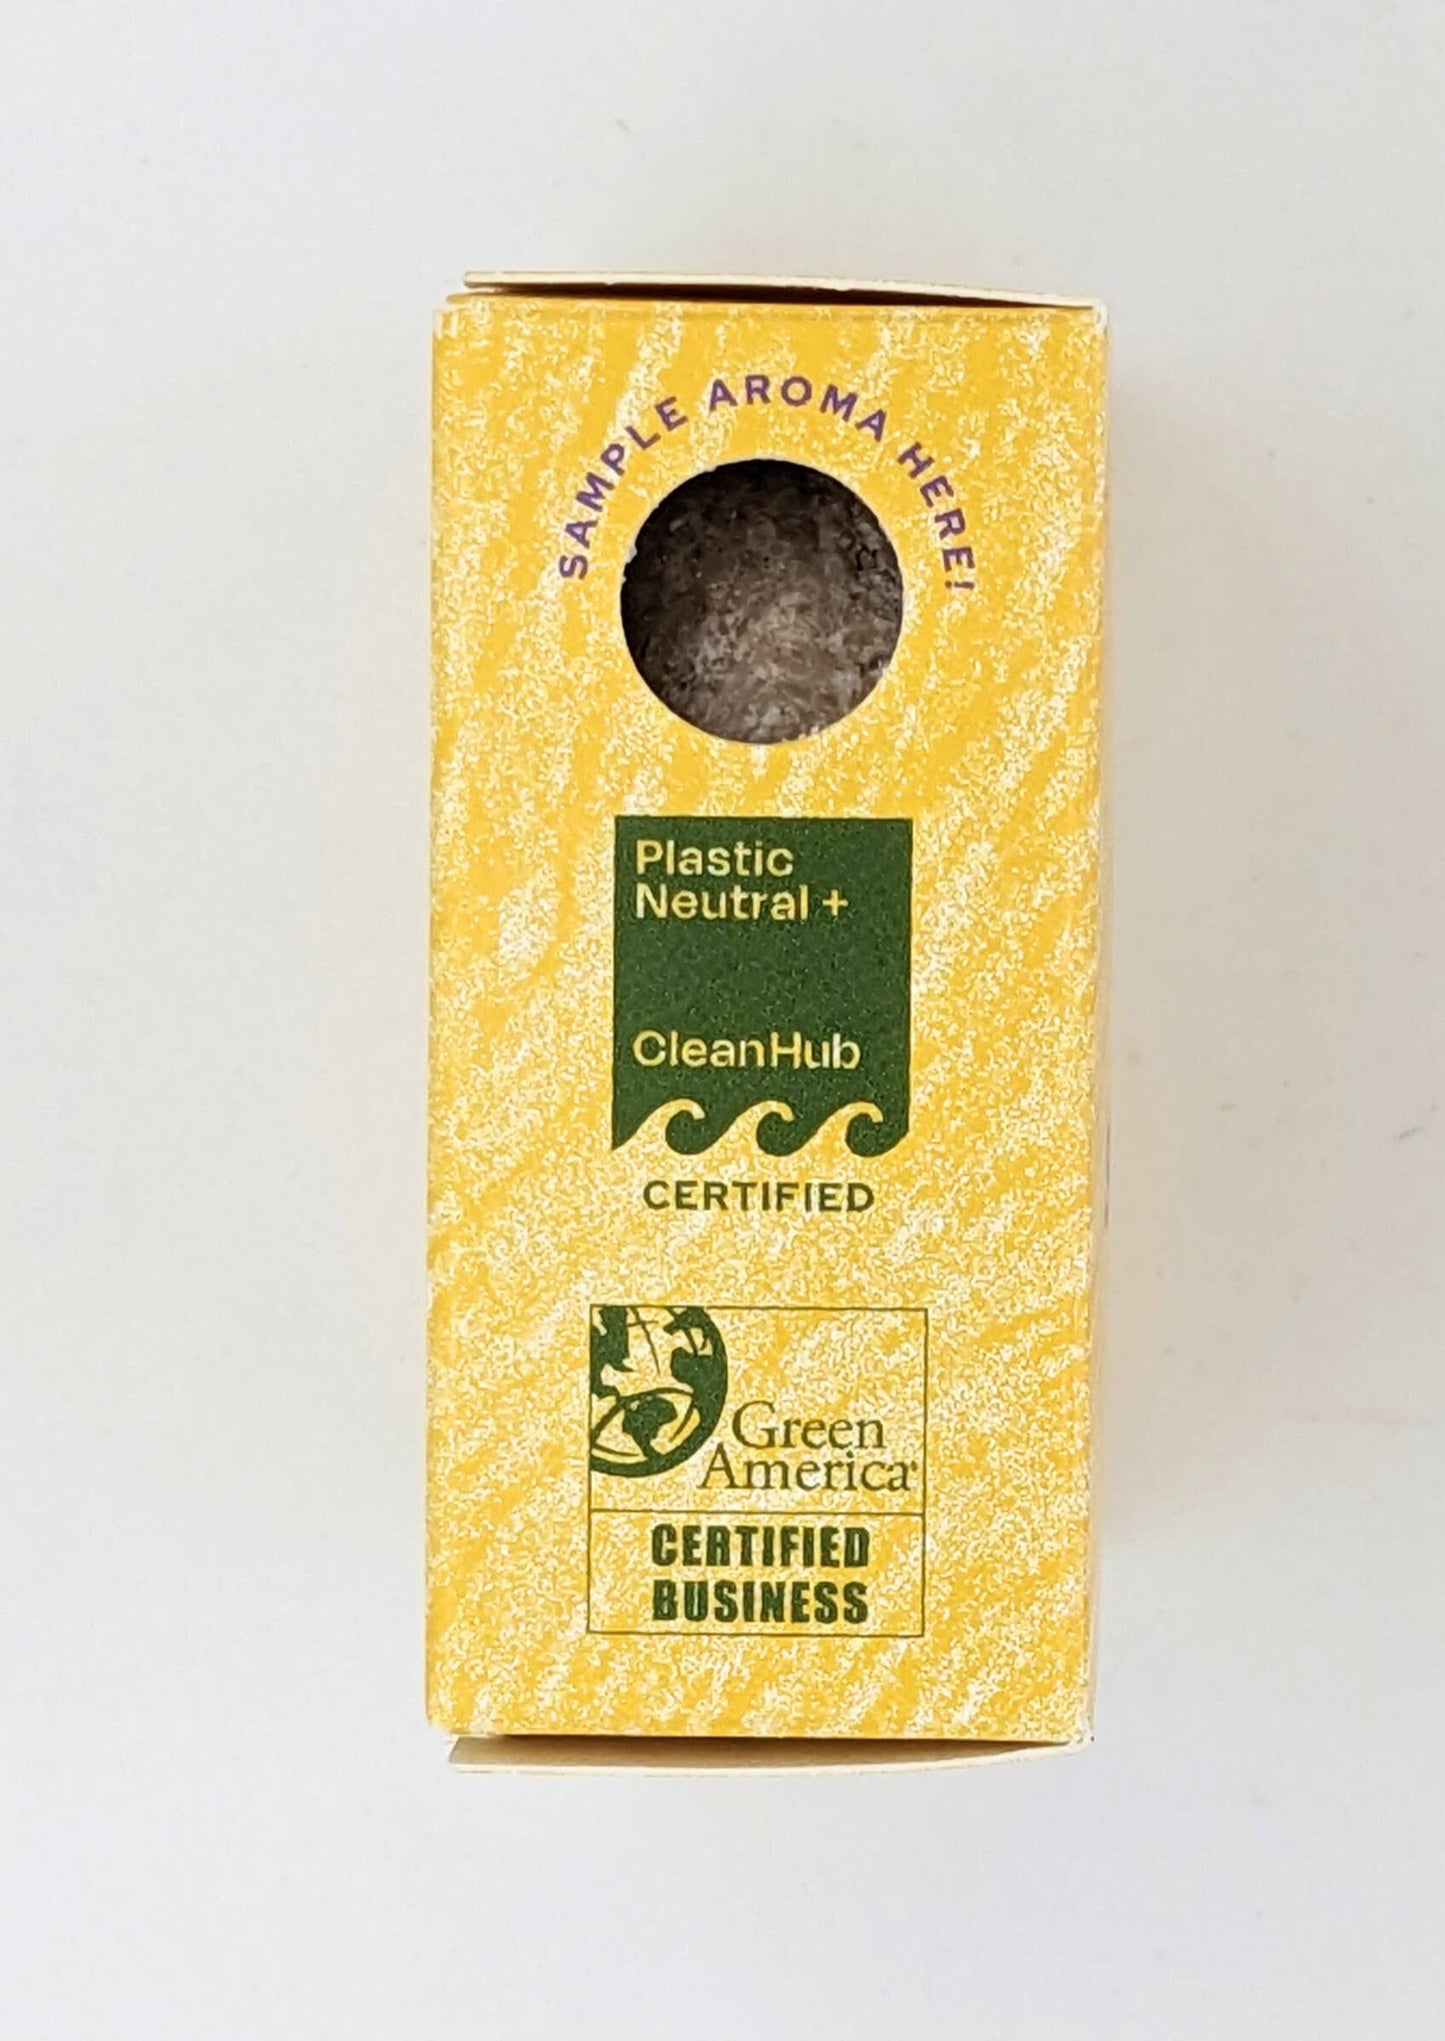 SAMPLE AROMA HERE!
Plastic
Neutral +
CleanHub
CERTIFIED
Green
America®
CERTIFIED
BUSINESS